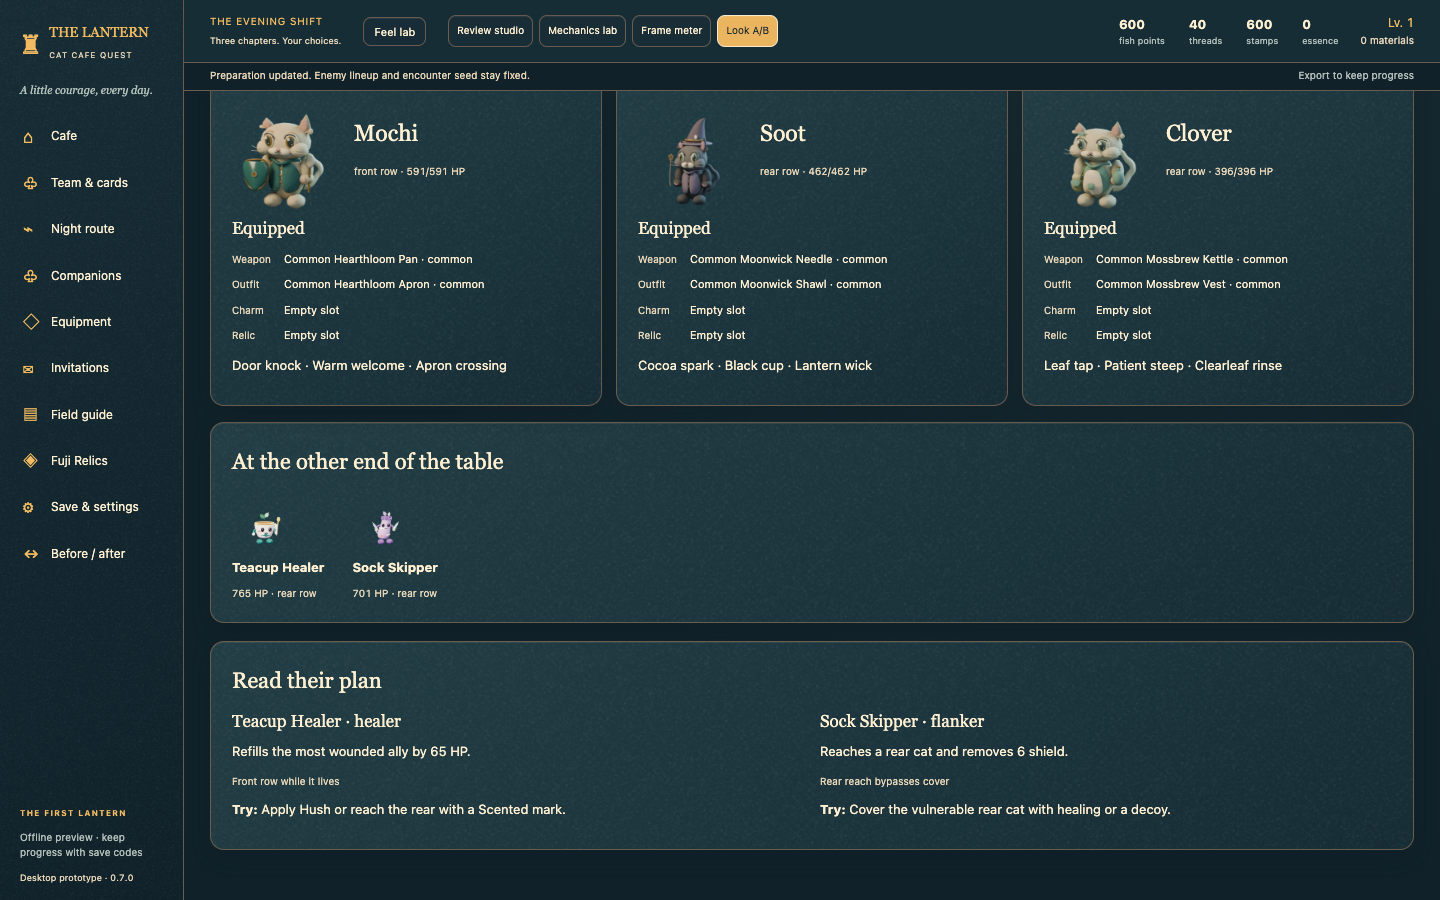 THE LANTERN
CAT CAFE QUEST
A little courage, every day.
Cafe
Team & cards
Night route
Companions
Equipment
Invitations
Field guide
Fuji Relics
Save & settings
Before / after
THE FIRST LANTERN
Offline preview · keep
progress with save codes
Desktop prototype · 0.7.0
THE EVENING SHIFT
Three chapters. Your choices.
Feel lab
Review studio
Mechanics lab
Frame meter
Look A/B
600
fish points
40
threads
600
stamps
0
essence
Lv. 1
0 materials
Preparation updated. Enemy lineup and encounter seed stay fixed.
Export to keep progress
Mochi
front row · 591/591 HP
Equipped
Weapon Common Hearthloom Pan · common
Outfit Common Hearthloom Apron · common
Charm Empty slot
Relic Empty slot
Door knock · Warm welcome · Apron crossing
Soot
rear row · 462/462 HP
Equipped
Weapon Common Moonwick Needle · common
Outfit Common Moonwick Shawl · common
Charm Empty slot
Relic Empty slot
Cocoa spark · Black cup · Lantern wick
Clover
rear row · 396/396 HP
Equipped
Weapon Common Mossbrew Kettle · common
Outfit Common Mossbrew Vest · common
Charm Empty slot
Relic Empty slot
Leaf tap · Patient steep · Clearleaf rinse
At the other end of the table
Teacup Healer
765 HP · rear row
Sock Skipper
701 HP · rear row
Read their plan
Teacup Healer · healer
Refills the most wounded ally by 65 HP.
Front row while it lives
Try: Apply Hush or reach the rear with a Scented mark.
Sock Skipper · flanker
Reaches a rear cat and removes 6 shield.
Rear reach bypasses cover
Try: Cover the vulnerable rear cat with healing or a decoy.